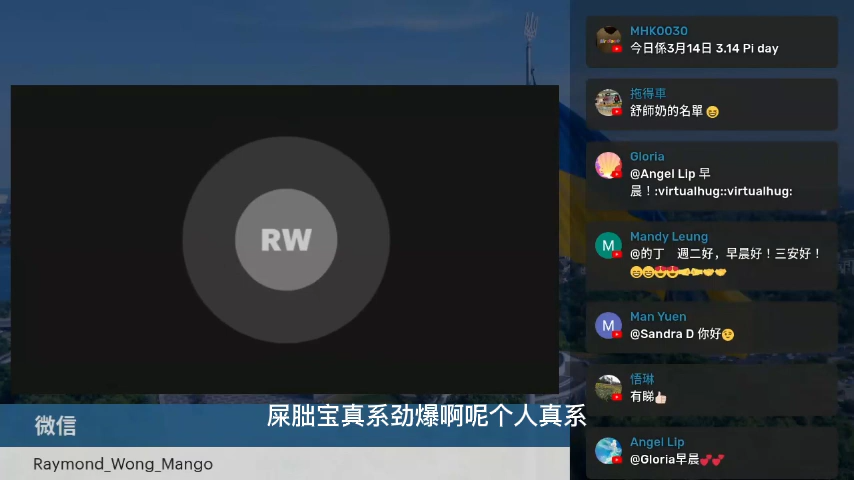 RW
微信
屎朏宝真系劲爆啊呢个人真系
Raymond_Wong_Mango
MHK0030
今日係3月14日 3.14 Pi day
拖得車
舒師奶的名單 😄
Gloria
@Angel Lip 早
晨！:virtualhug::virtualhug:
M
Mandy Leung
@的丁　週二好，早晨好！三安好！
M
Man Yuen
@Sandra D 你好😉
悟琳
有睇👍🏻
Angel Lip
@Gloria早晨💕💕